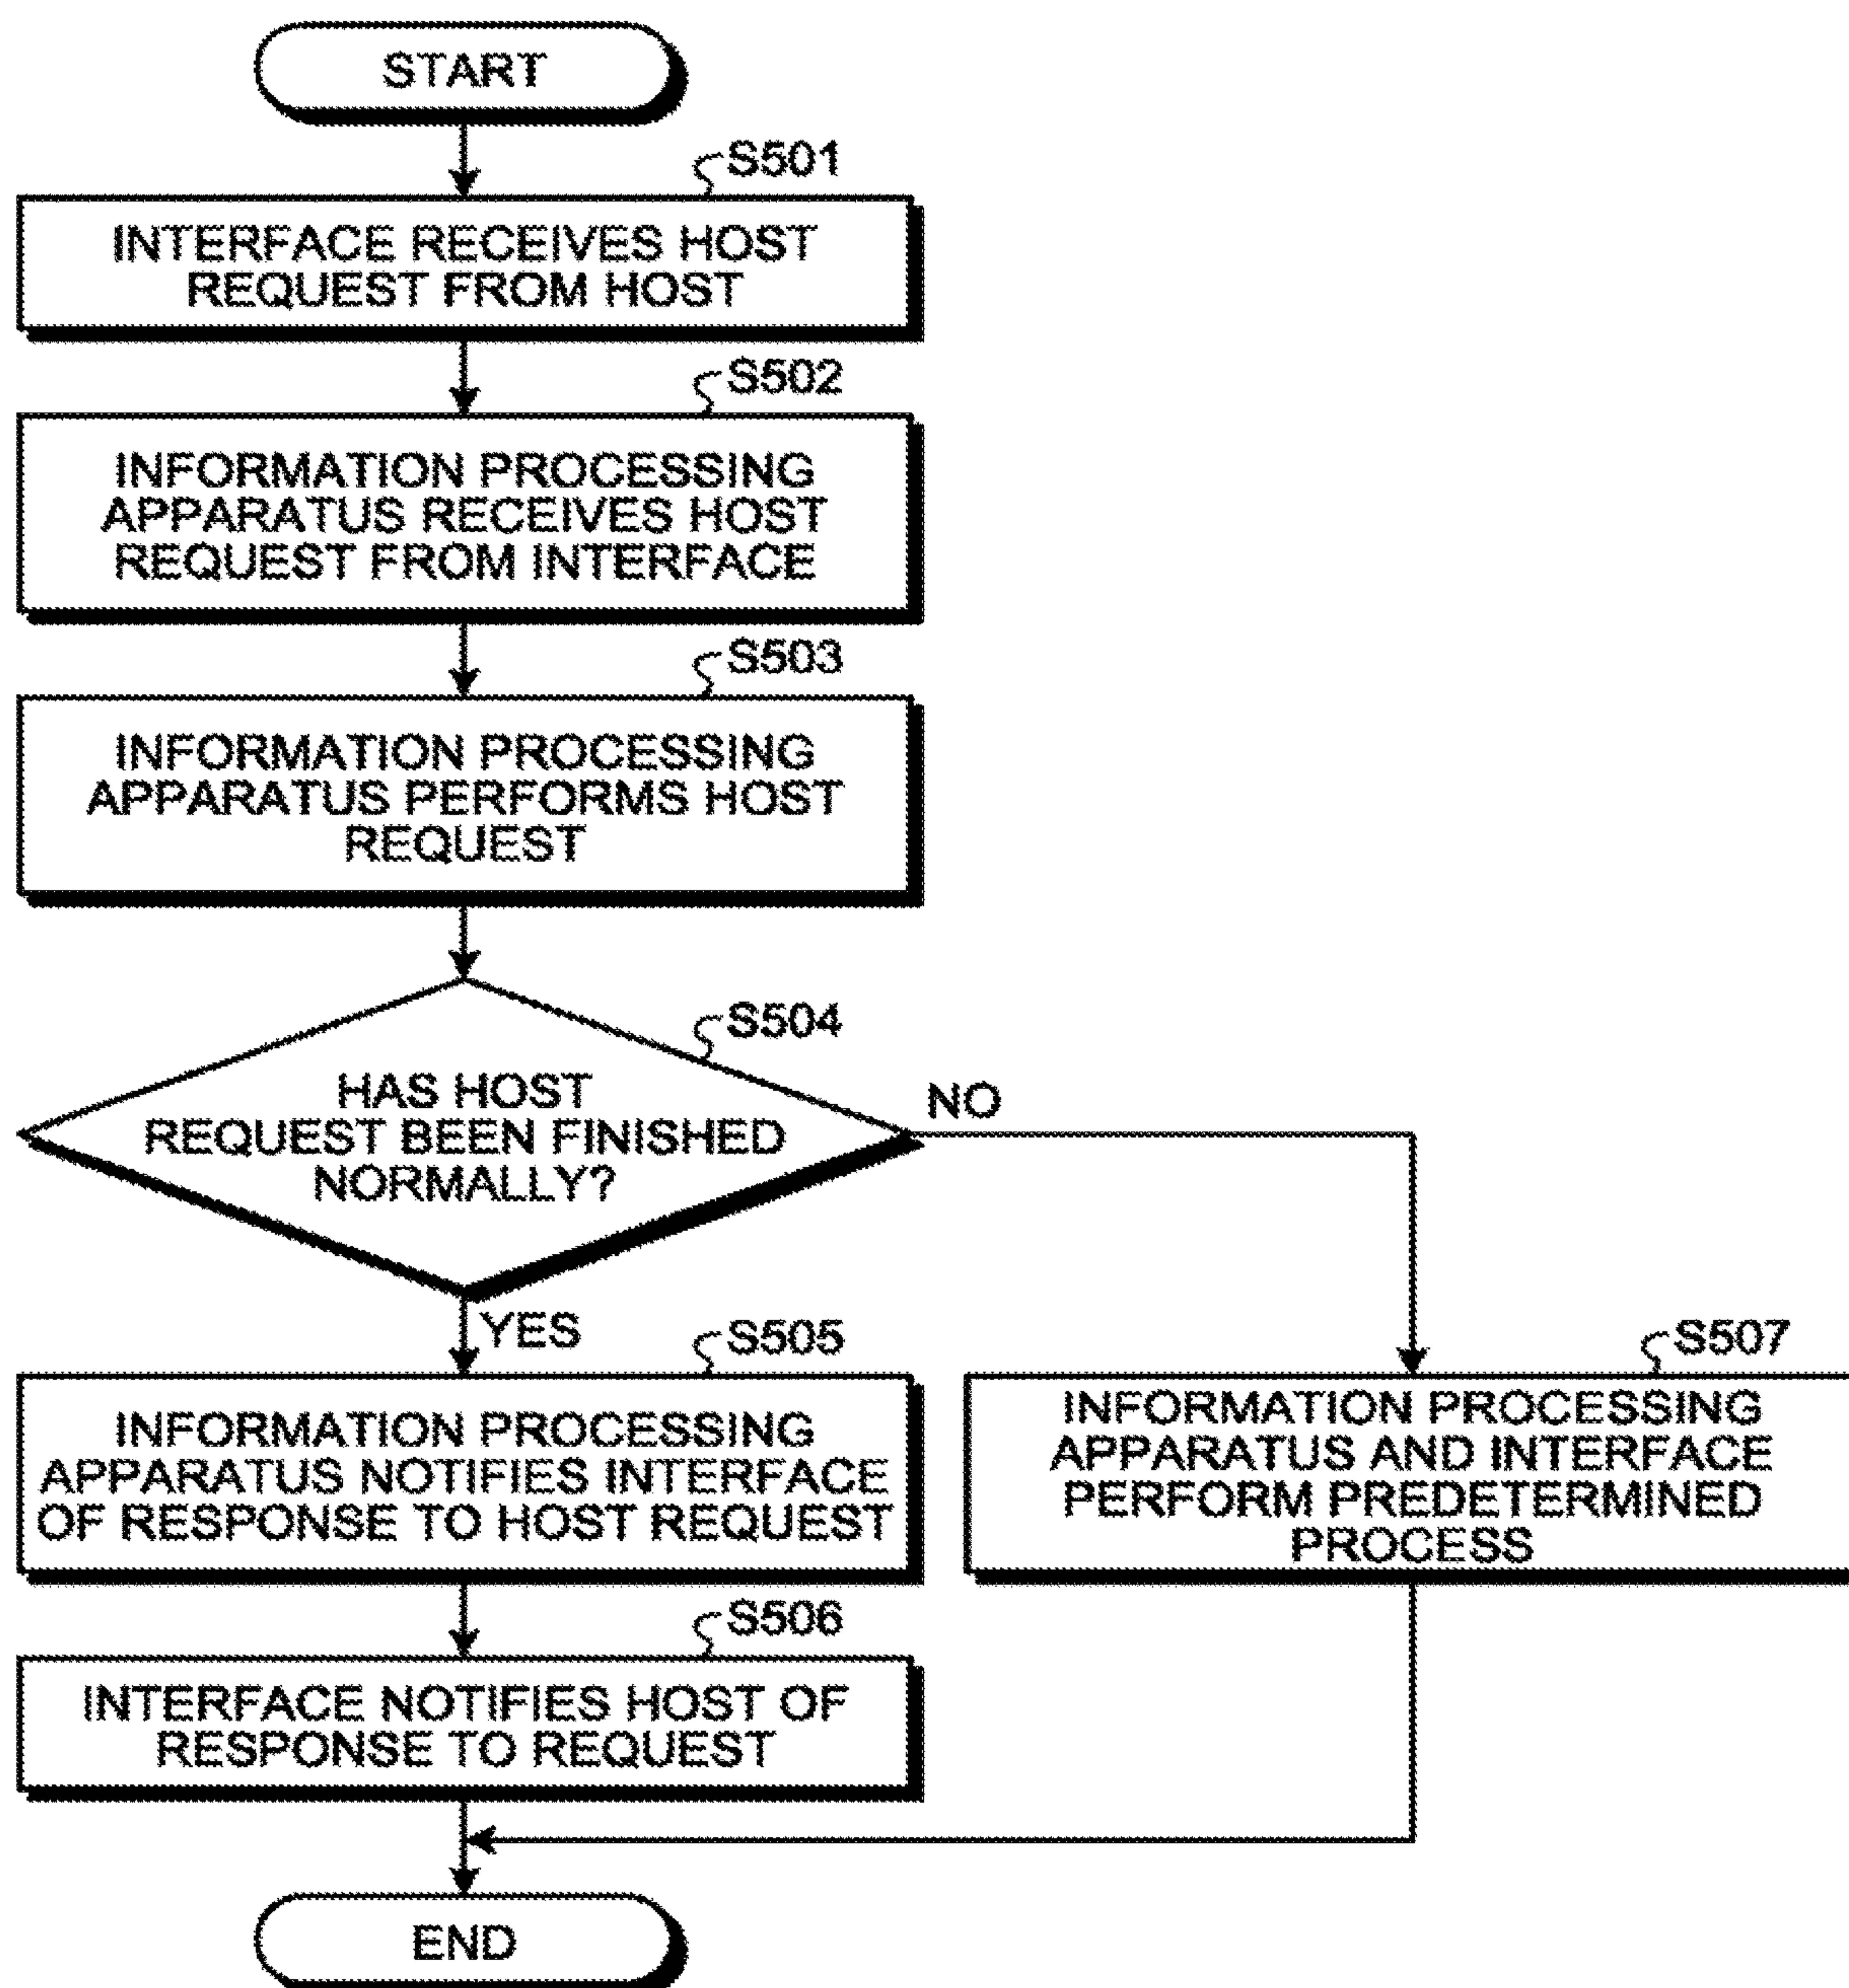 START
S501
INTERFACE RECEIVES HOST
REQUEST FROM HOST
S502
INFORMATION PROCESSING
APPARATUS RECEIVES HOST
REQUEST FROM INTERFACE
S503
INFORMATION PROCESSING
APPARATUS PERFORMS HOST
REQUEST
S504
HAS HOST
REQUEST BEEN FINISHED
NORMALLY?
NO
YES
S505
INFORMATION PROCESSING
APPARATUS NOTIFIES INTERFACE
OF RESPONSE TO HOST REQUEST
S507
INFORMATION PROCESSING
APPARATUS AND INTERFACE
PERFORM PREDETERMINED
PROCESS
S506
INTERFACE NOTIFIES HOST OF
RESPONSE TO REQUEST
END